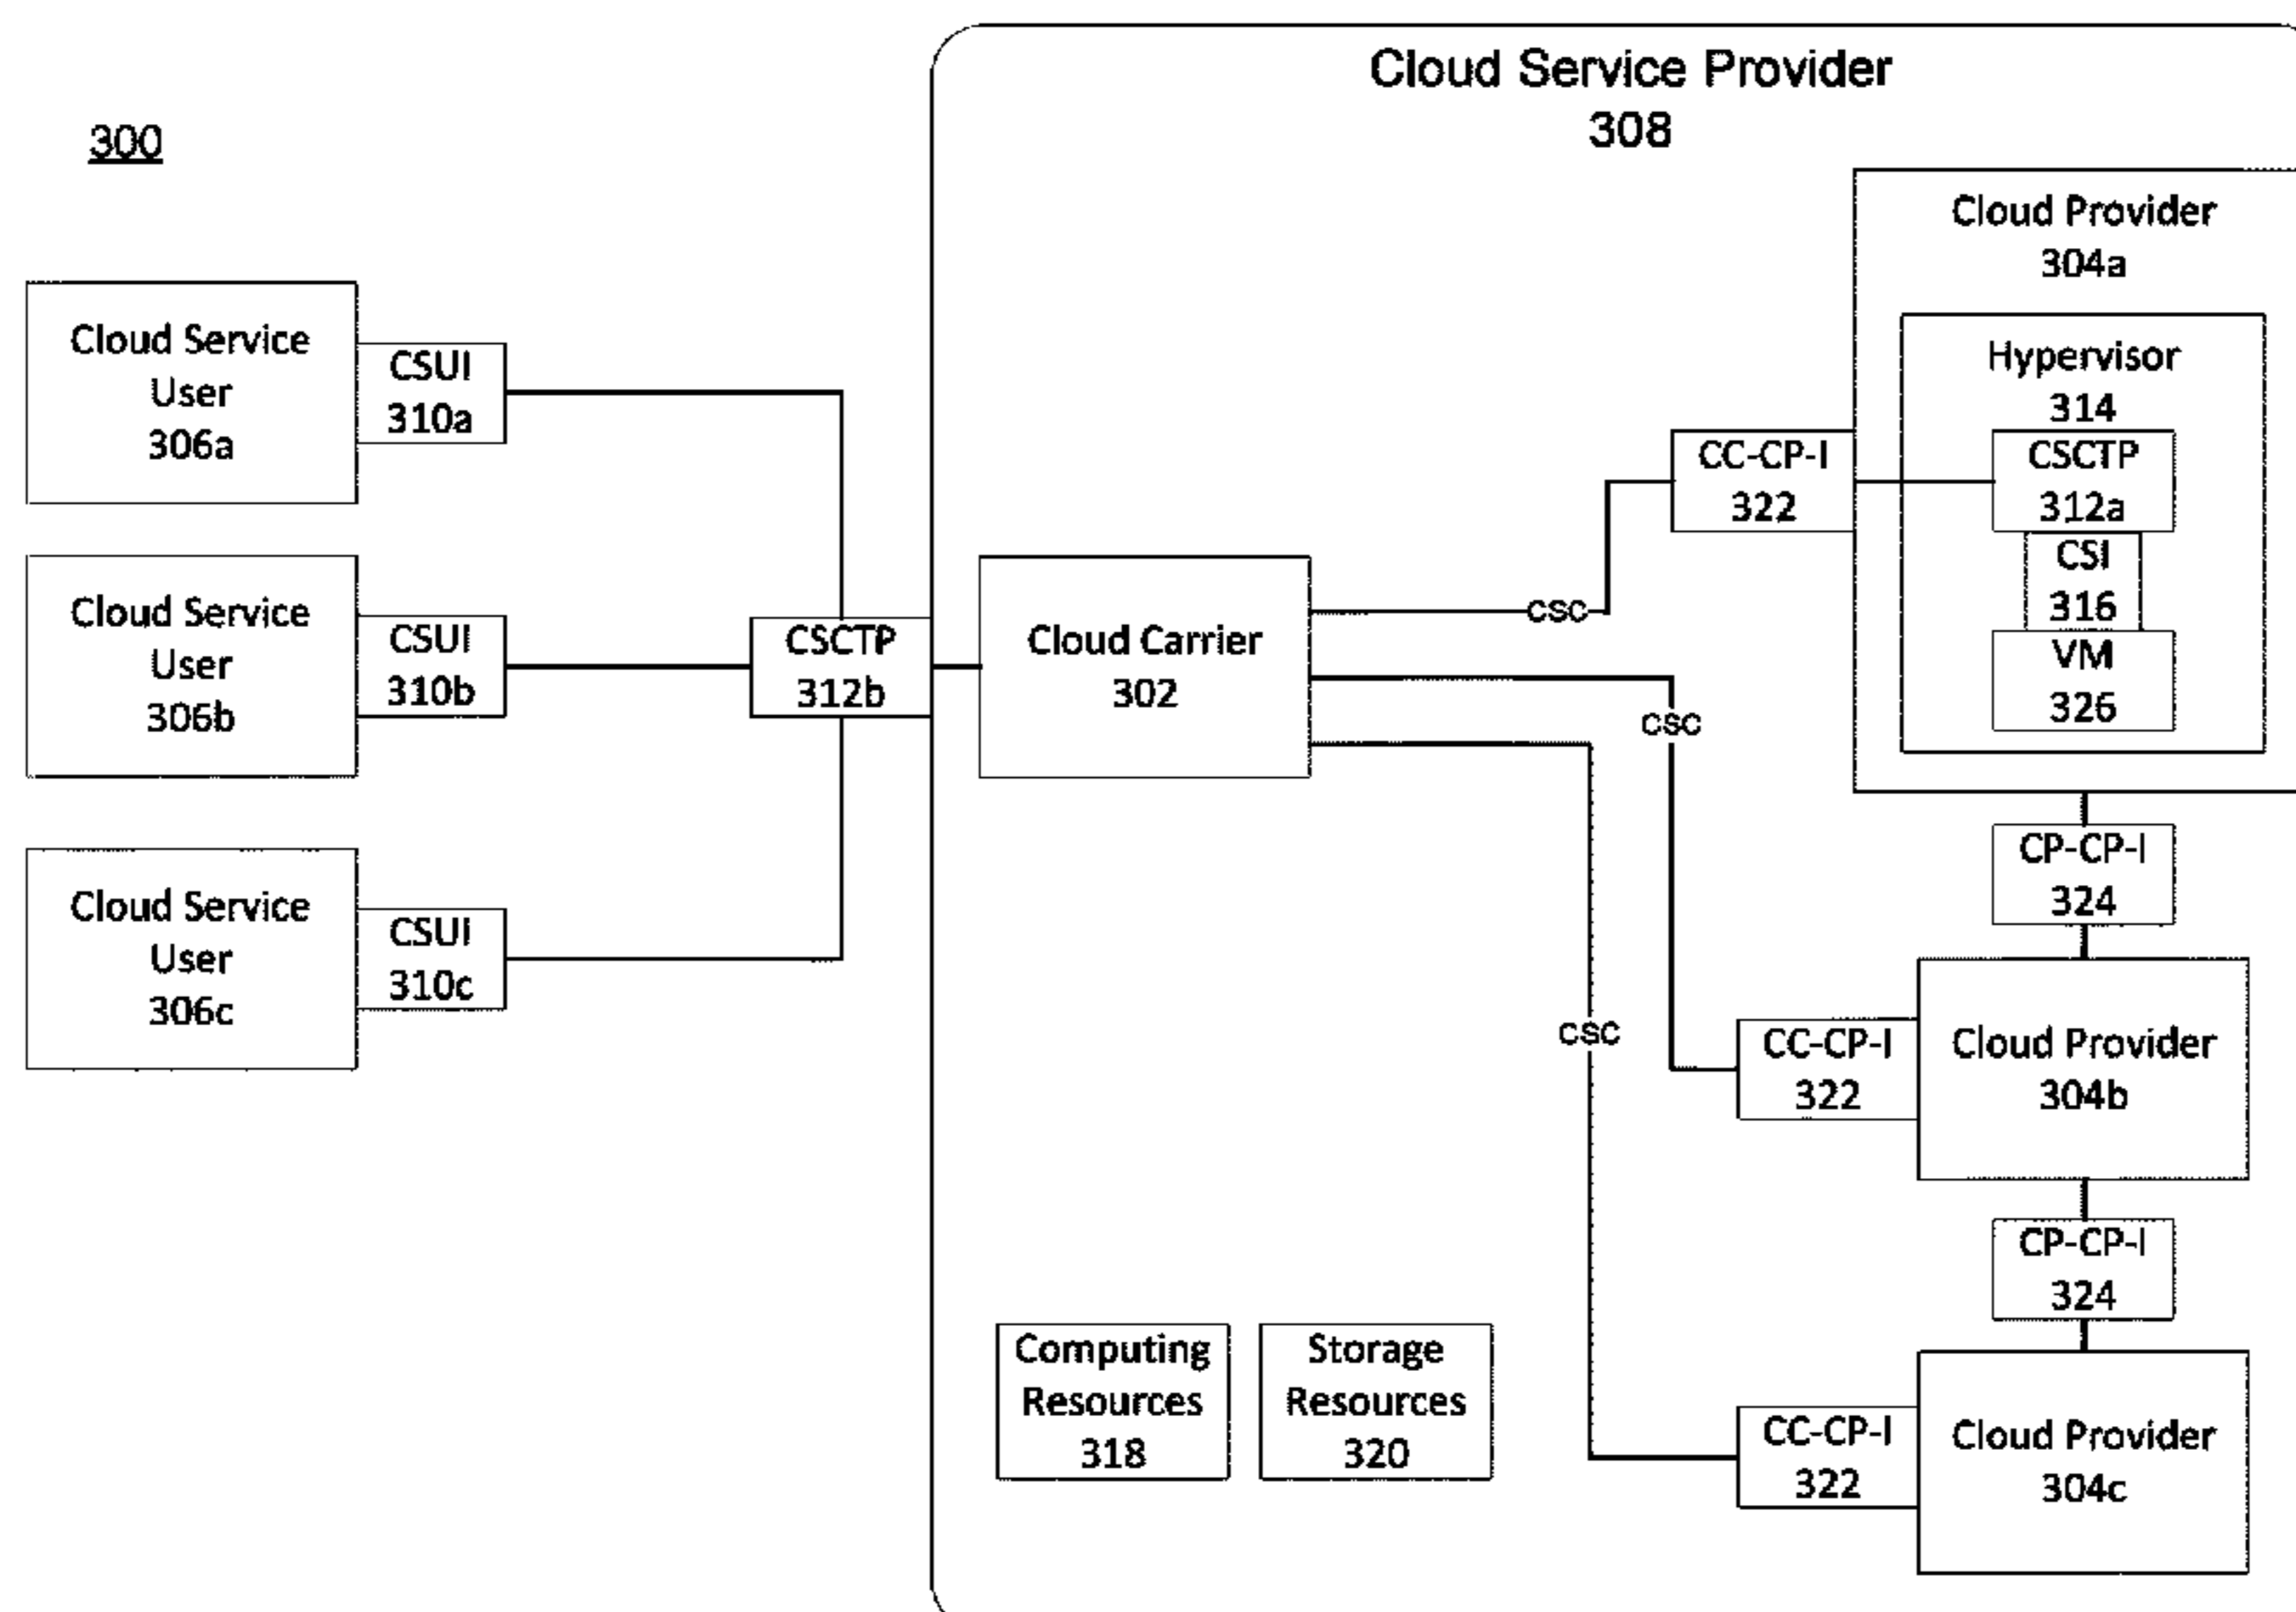 Cloud Service Provider
308
300
Cloud Provider
304a
Hypervisor
314
CSCTP
312a
CSI
316
VM
326
CC-CP-I
322
Cloud Service
User
306a
CSUI
310a
Cloud Service
User
306b
CSUI
310b
CSCTP
312b
Cloud Carrier
302
CSC
CSC
CSC
CP-CP-I
324
Cloud Service
User
306c
CSUI
310c
CC-CP-I
322
Cloud Provider
304b
CP-CP-I
324
Computing
Resources
318
Storage
Resources
320
CC-CP-I
322
Cloud Provider
304c